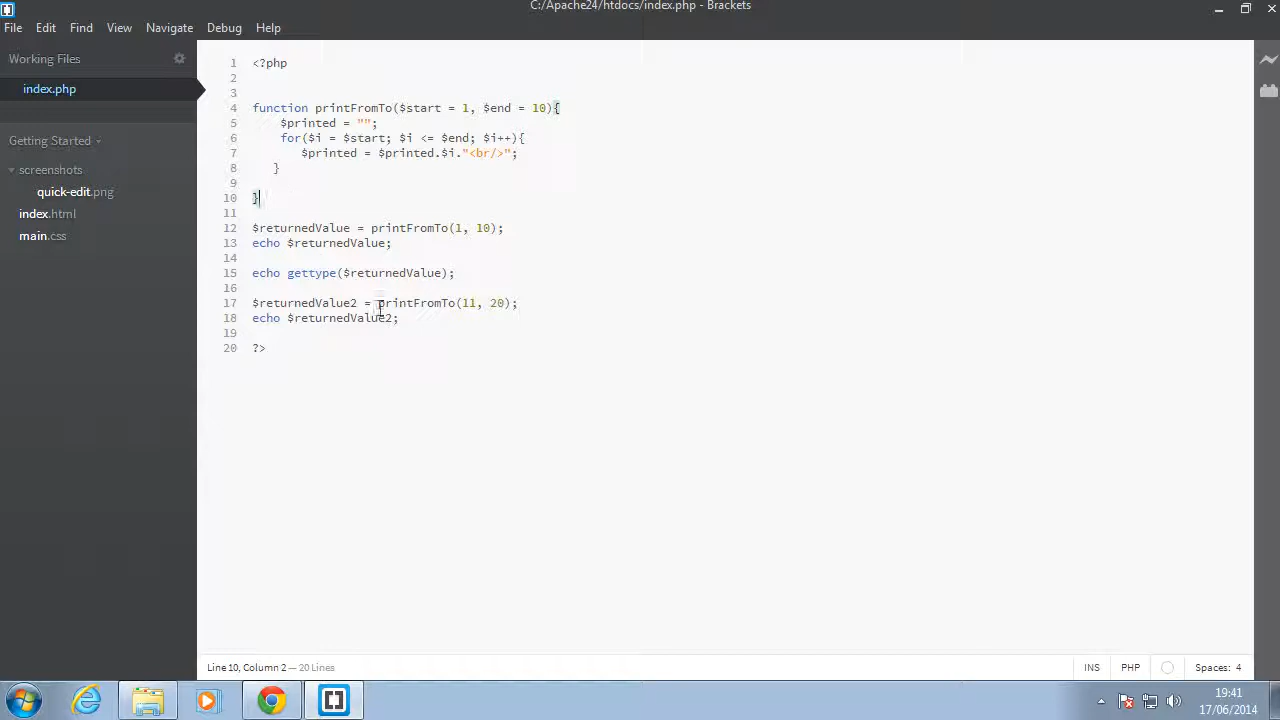 C:/Apache24/htdocs/index.php - Brackets
File Edit Find View Navigate Debug Help
Working Files
index.php
Getting Started
screenshots
quick-edit.png
index.html
main.css
1 <?php
2
3
4 function printFromTo($start = 1, $end = 10){
5 $printed = "";
6 for($i = $start; $i <= $end; $i++){
7 $printed = $printed.$i."<br/>";
8 }
9
10 }
11
12 $returnedValue = printFromTo(1, 10);
13 echo $returnedValue;
14
15 echo gettype($returnedValue);
16
17 $returnedValue2 = printFromTo(11, 20);
18 echo $returnedValue2;
19
20 ?>
Line 10, Column 2 — 20 Lines
INS PHP Spaces: 4
19:41
17/06/2014